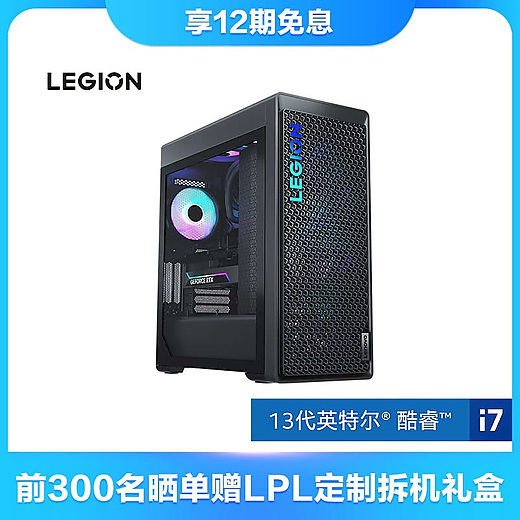 享12期免息
LEGION
LEGION
GEFORCE RTX
13代英特尔® 酷睿™
i7
前300名晒单赠LPL定制拆机礼盒